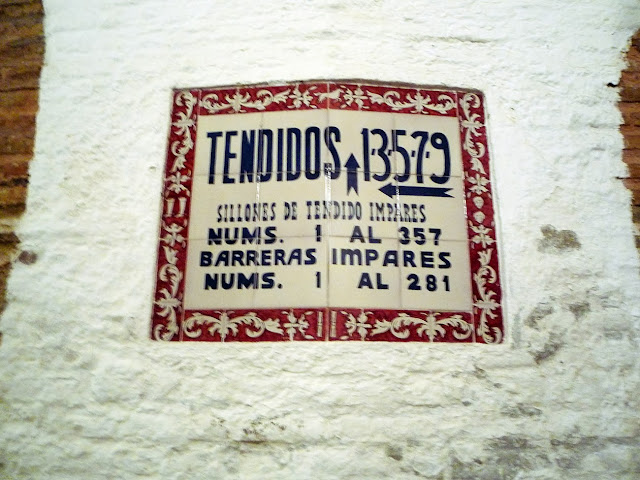 TENDIDOS 1·3·5·7·9
SILLONES DE TENDIDO IMPARES
NUMS. 1 AL 357
BARRERAS IMPARES
NUMS. 1 AL 281